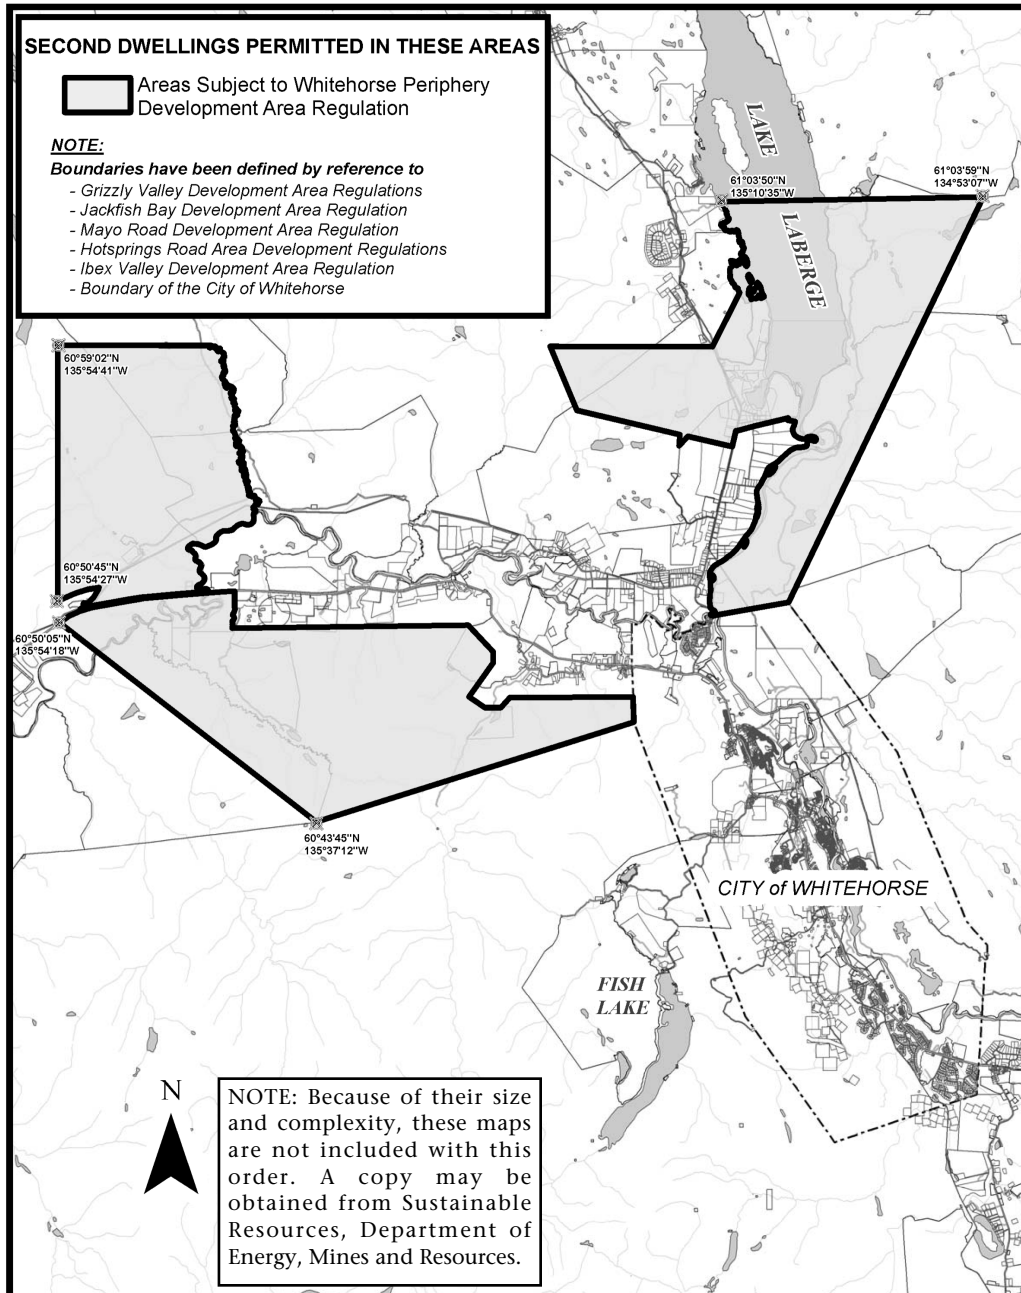 SECOND DWELLINGS PERMITTED IN THESE AREAS
Areas Subject to Whitehorse Periphery
Development Area Regulation
NOTE:
Boundaries have been defined by reference to
- Grizzly Valley Development Area Regulations
- Jackfish Bay Development Area Regulation
- Mayo Road Development Area Regulation
- Hotsprings Road Area Development Regulations
- Ibex Valley Development Area Regulation
- Boundary of the City of Whitehorse
LAKE
LABERGE
61°03'50"N
135°10'35"W
61°03'59"N
134°53'07"W
60°59'02"N
135°54'41"W
60°50'45"N
135°54'27"W
60°50'05"N
135°54'18"W
60°43'45"N
135°37'12"W
CITY of WHITEHORSE
FISH
LAKE
N
NOTE: Because of their size
and complexity, these maps
are not included with this
order. A copy may be
obtained from Sustainable
Resources, Department of
Energy, Mines and Resources.